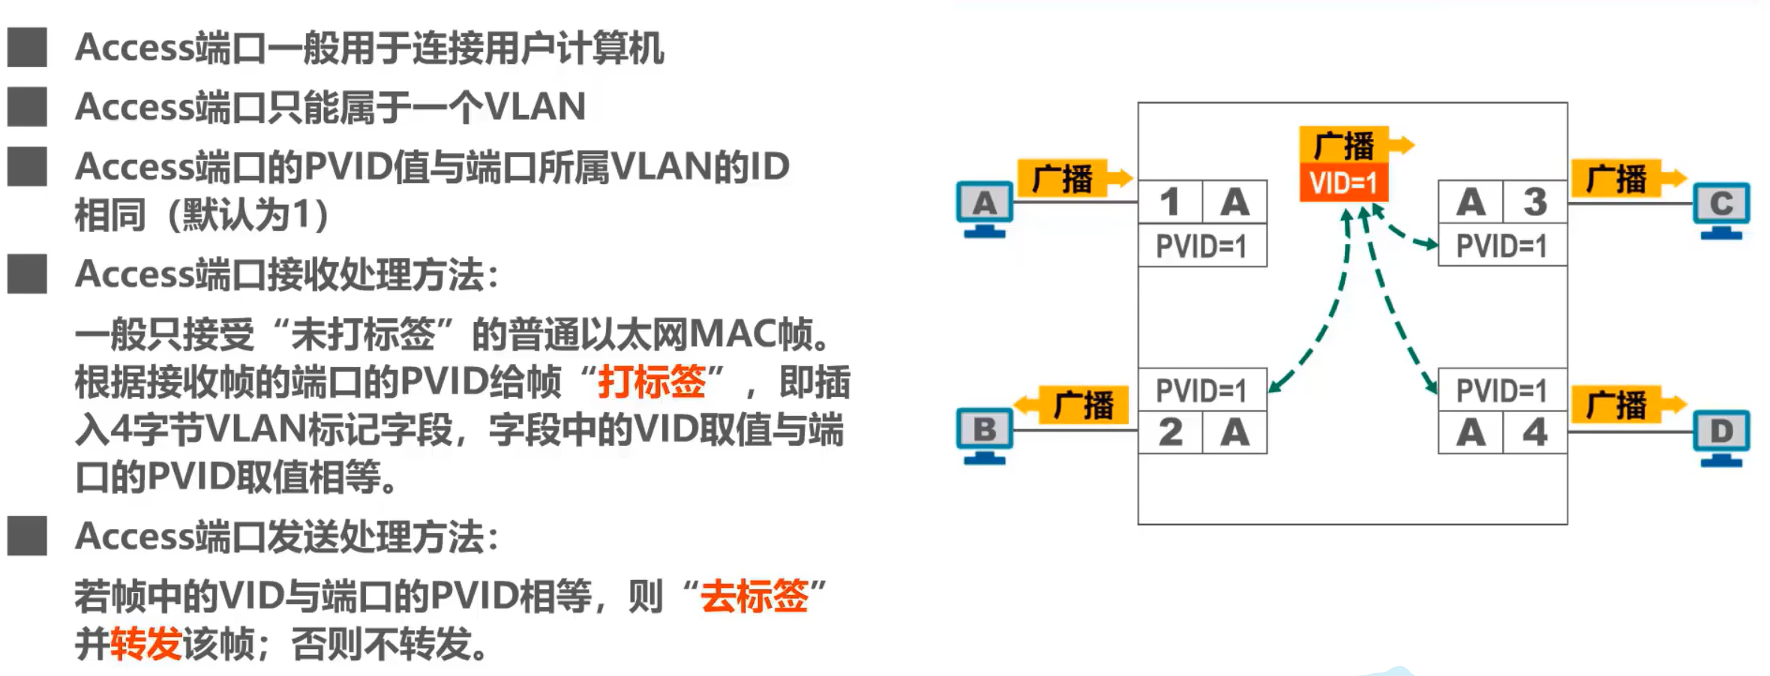 Access端口一般用于连接用户计算机
Access端口只能属于一个VLAN
Access端口的PVID值与端口所属VLAN的ID
相同（默认为1）
Access端口接收处理方法：
一般只接受“未打标签”的普通以太网MAC帧。
根据接收帧的端口的PVID给帧“打标签”，即插
入4字节VLAN标记字段，字段中的VID取值与端
口的PVID取值相等。
Access端口发送处理方法：
若帧中的VID与端口的PVID相等，则“去标签”
并转发该帧；否则不转发。
广播
VID=1
A
广播
1 A
PVID=1
A 3
PVID=1
广播
C
B
广播
PVID=1
2 A
PVID=1
A 4
广播
D